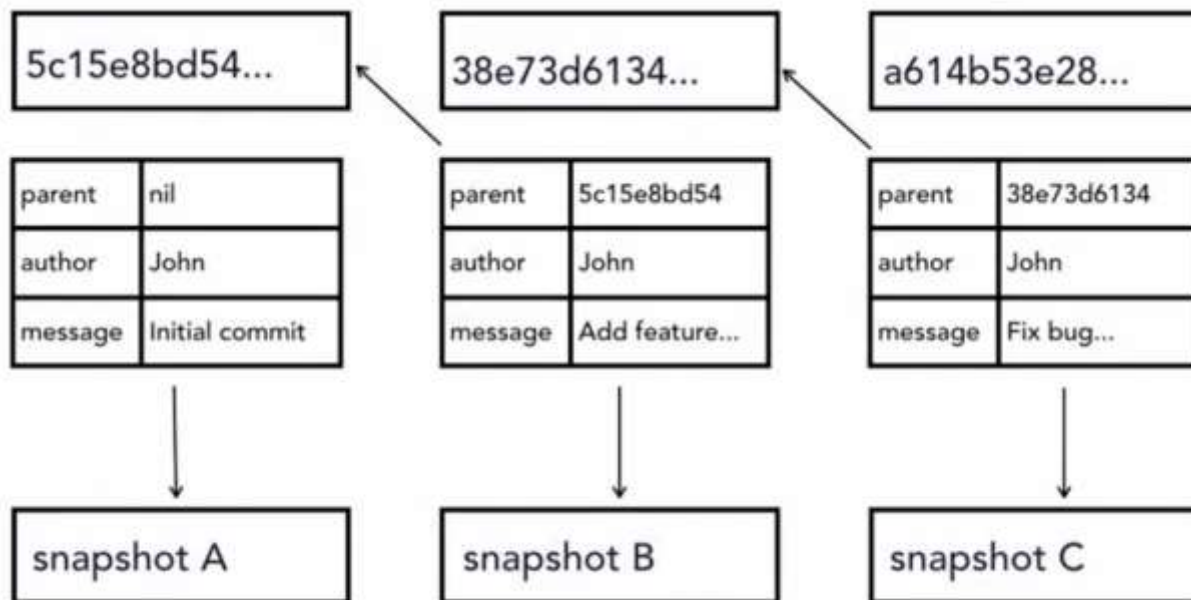 5c15e8bd54...
38e73d6134...
a614b53e28...
parent nil
author John
message Initial commit
parent 5c15e8bd54
author John
message Add feature...
parent 38e73d6134
author John
message Fix bug...
snapshot A
snapshot B
snapshot C